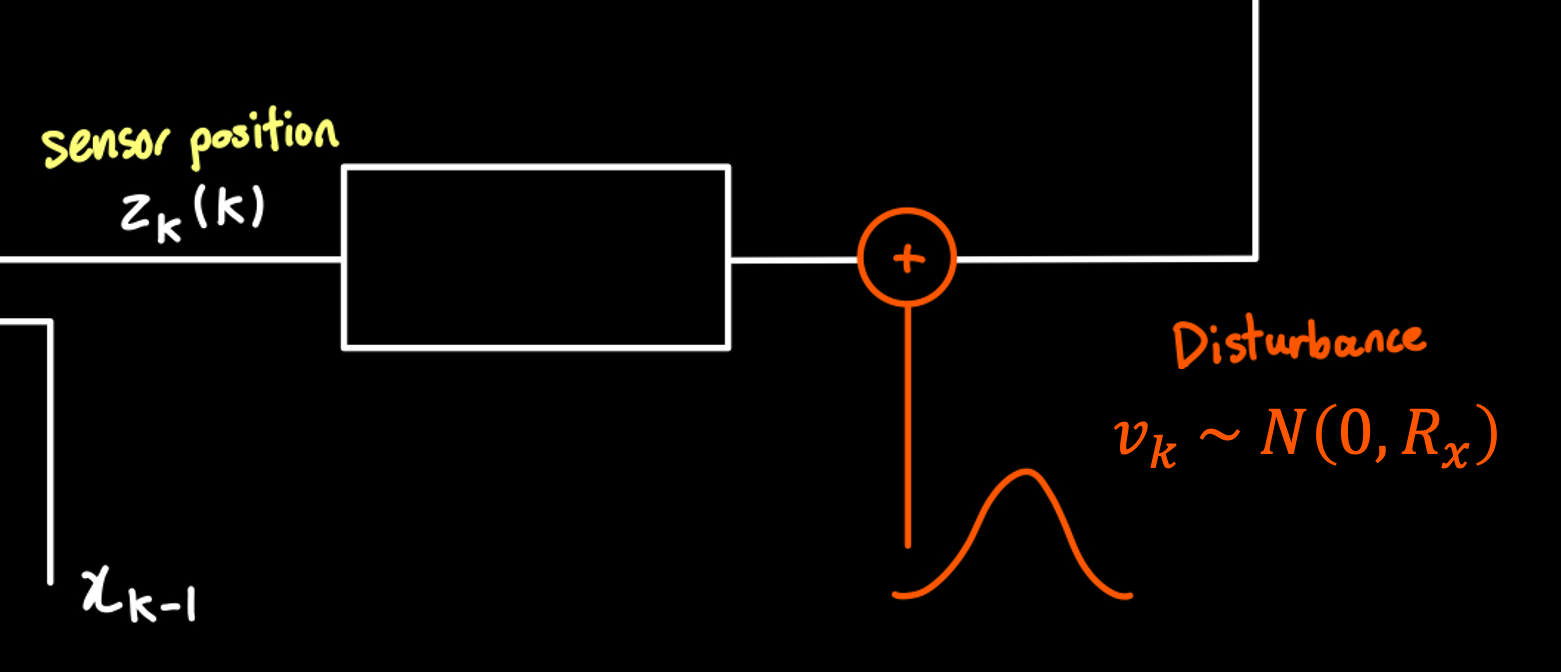 sensor position
z_k(k)
+
Disturbance
v_k ~ N(0, R_x)
x_{k-1}